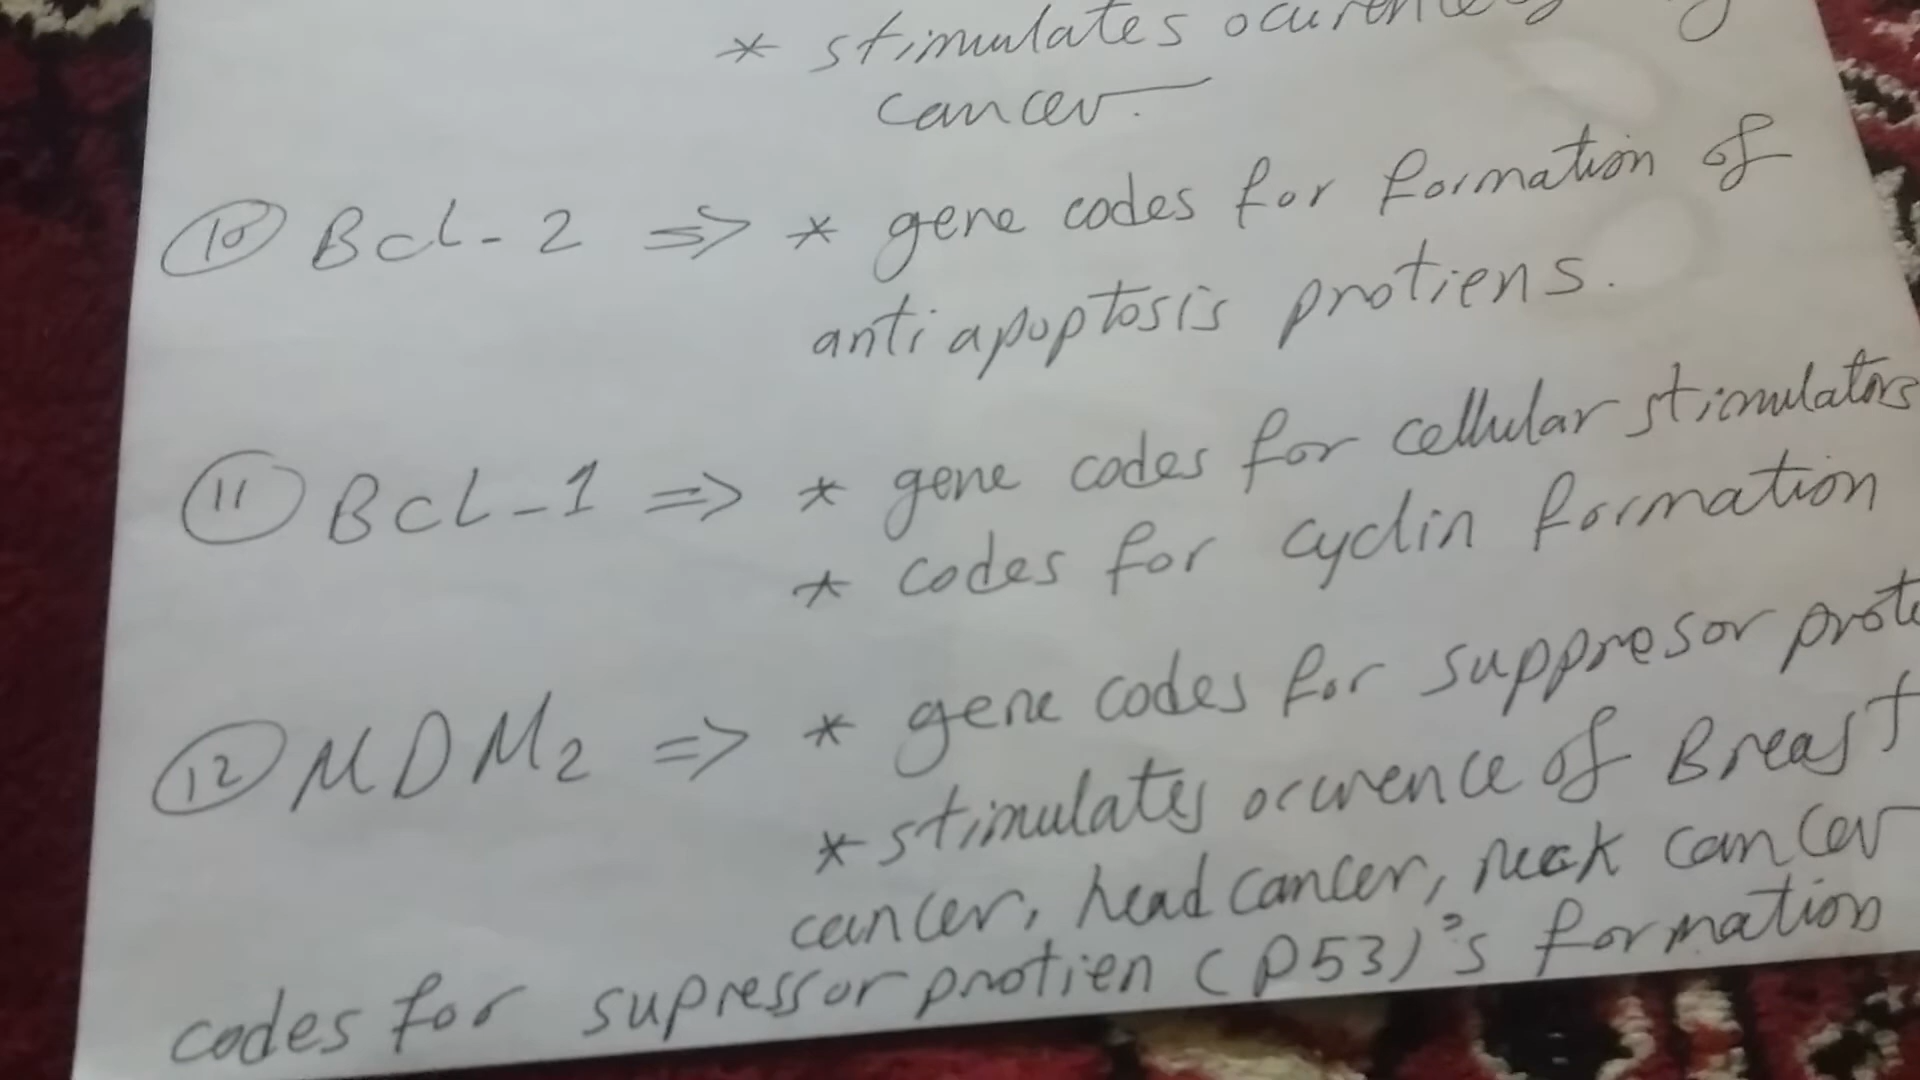 * stimulates
cancer.
10 Bcl-2 => * gene codes for formation of
anti apoptosis protiens.
11 BcL-1 => * gene codes for cellular stimulators
* codes for cyclin formation
12 MDM2 => * gene codes for suppresor
* stimulates ocurence of Breast
cancer, head cancer, neck cancer
codes for supressor protien (P53)'s formation